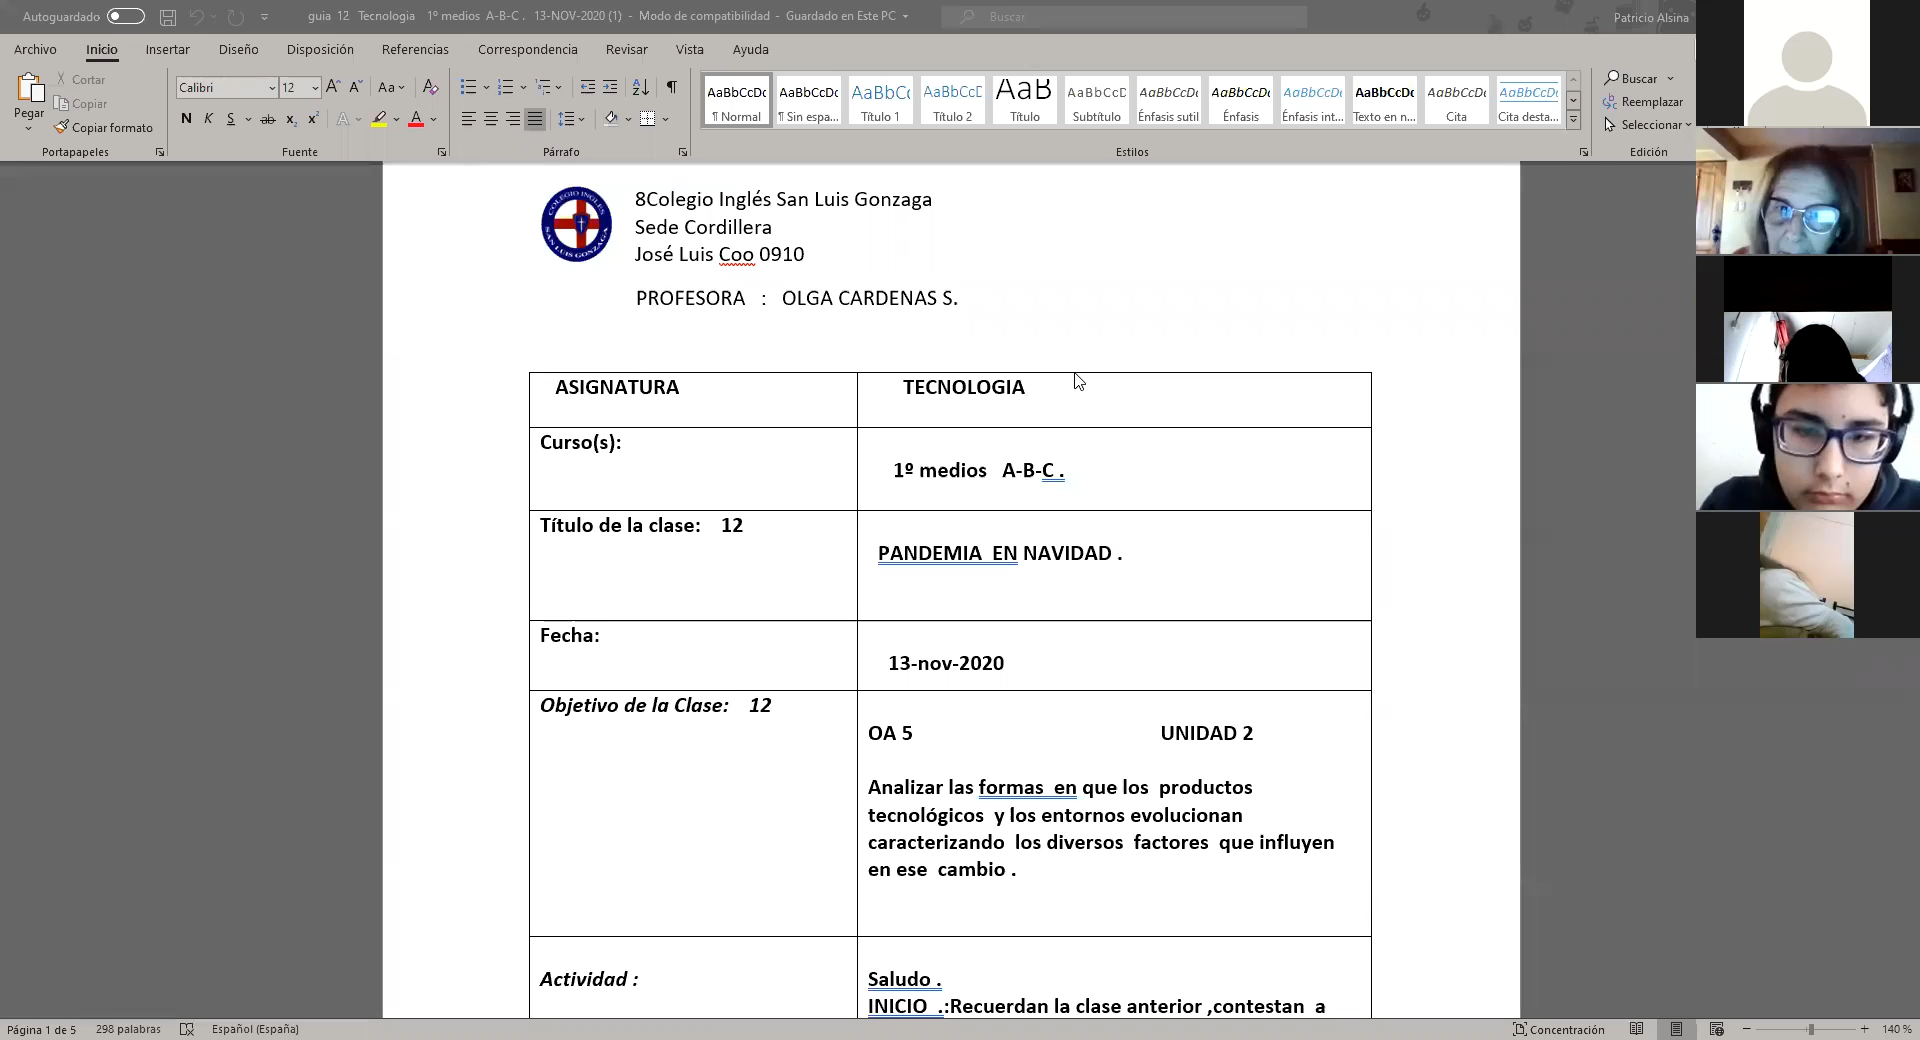 Autoguardado
guia 12 Tecnologia 1º medios A-B-C . 13-NOV-2020 (1) - Modo de compatibilidad - Guardado en Este PC
Buscar
Patricio Alsina
Archivo Inicio Insertar Diseño Disposición Referencias Correspondencia Revisar Vista Ayuda
Pegar
Cortar
Copiar
Copiar formato
Portapapeles
Calibri 12
Fuente
Párrafo
AaBbCcDc ¶ Normal
AaBbCcDc ¶ Sin espa...
AaBbCc Título 1
AaBbCcD Título 2
AaB Título
AaBbCcD Subtítulo
AaBbCcDc Énfasis sutil
AaBbCcDc Énfasis
AaBbCcDc Énfasis int...
AaBbCcDc Texto en n...
AaBbCcDc Cita
AaBbCcDc Cita desta...
Estilos
Buscar
Reemplazar
Seleccionar
Edición
COLEGIO INGLÉS
SAN LUIS GONZAGA
8Colegio Inglés San Luis Gonzaga
Sede Cordillera
José Luis Coo 0910
PROFESORA : OLGA CARDENAS S.
ASIGNATURA TECNOLOGIA
Curso(s):
1º medios A-B-C .
Título de la clase: 12
PANDEMIA EN NAVIDAD .
Fecha:
13-nov-2020
Objetivo de la Clase: 12
OA 5 UNIDAD 2
Analizar las formas en que los productos
tecnológicos y los entornos evolucionan
caracterizando los diversos factores que influyen
en ese cambio .
Actividad : Saludo .
INICIO .:Recuerdan la clase anterior ,contestan a
Página 1 de 5 298 palabras Español (España) Concentración 140 %